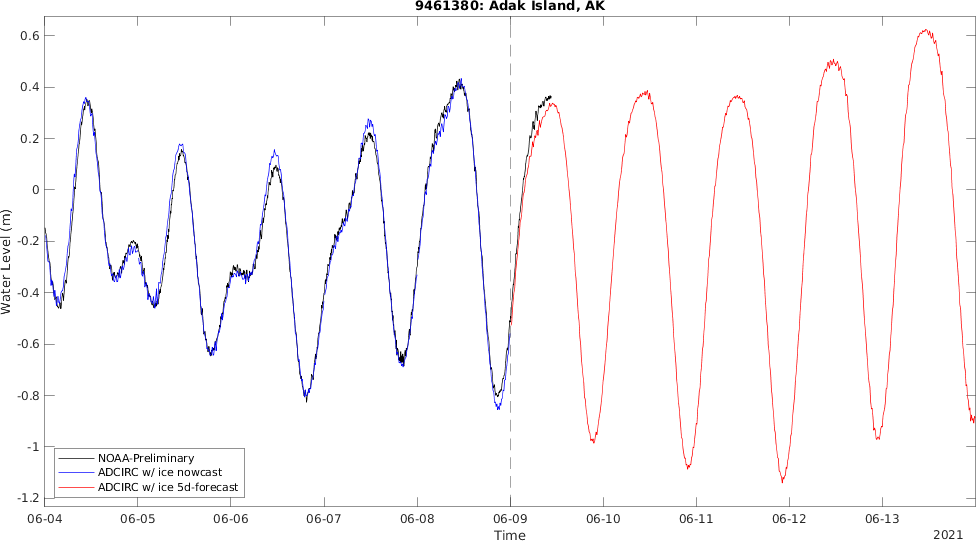 9461380: Adak Island, AK
Water Level (m)
0.6
0.4
0.2
0
-0.2
-0.4
-0.6
-0.8
-1
-1.2
NOAA-Preliminary
ADCIRC w/ ice nowcast
ADCIRC w/ ice 5d-forecast
06-04 06-05 06-06 06-07 06-08 06-09 06-10 06-11 06-12 06-13
Time
2021